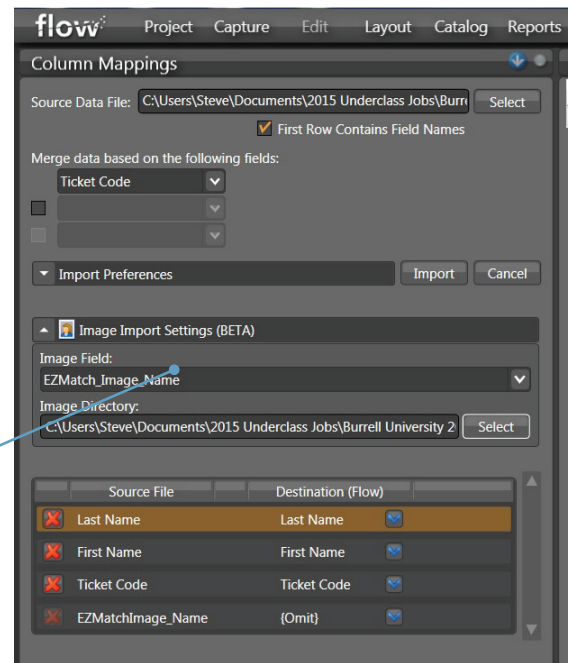 flow Project Capture Edit Layout Catalog Reports
Column Mappings
Source Data File: C:\Users\Steve\Documents\2015 Underclass Jobs\Burre Select
First Row Contains Field Names
Merge data based on the following fields:
Ticket Code
Import Preferences Import Cancel
Image Import Settings (BETA)
Image Field:
EZMatch_Image_Name
Image Directory:
C:\Users\Steve\Documents\2015 Underclass Jobs\Burrell University 2 Select
Source File Destination (Flow)
Last Name Last Name
First Name First Name
Ticket Code Ticket Code
EZMatchImage_Name {Omit}